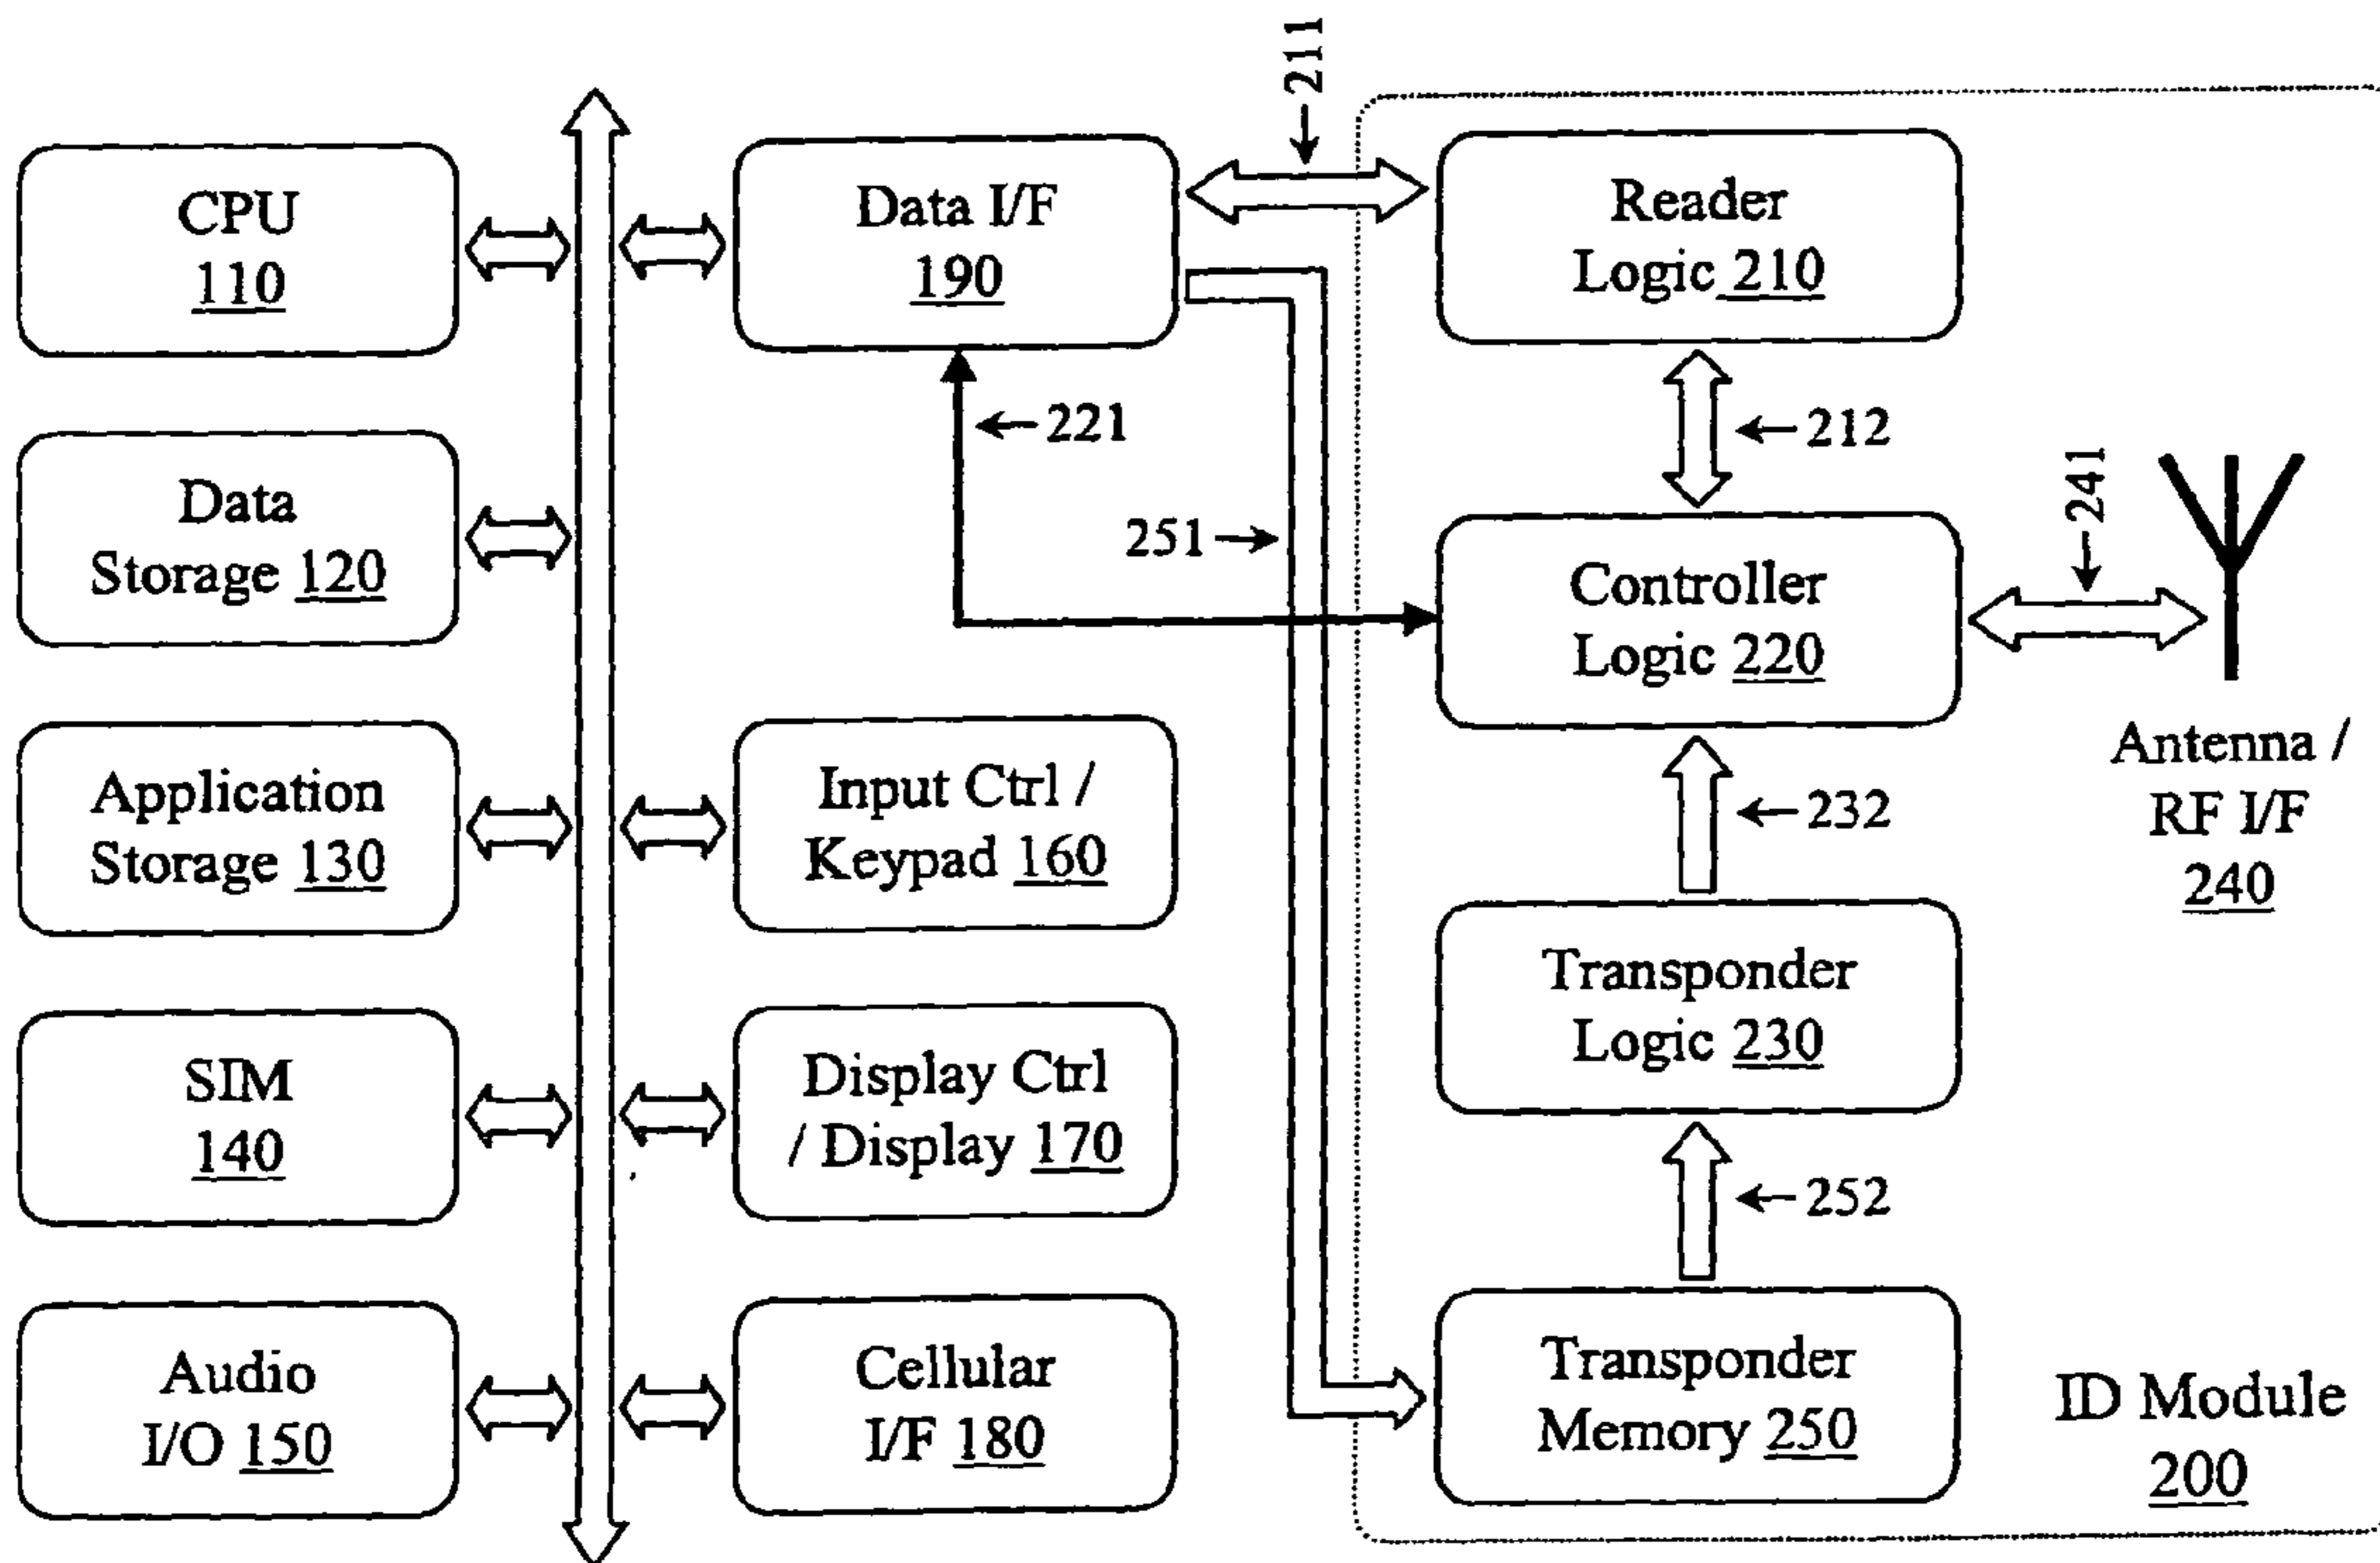 CPU
110
Data
Storage 120
Application
Storage 130
SIM
140
Audio
I/O 150
Data I/F
190
Input Ctrl /
Keypad 160
Display Ctrl
/ Display 170
Cellular
I/F 180
211
221
251
Reader
Logic 210
212
Controller
Logic 220
241
232
Transponder
Logic 230
252
Transponder
Memory 250
Antenna /
RF I/F
240
ID Module
200